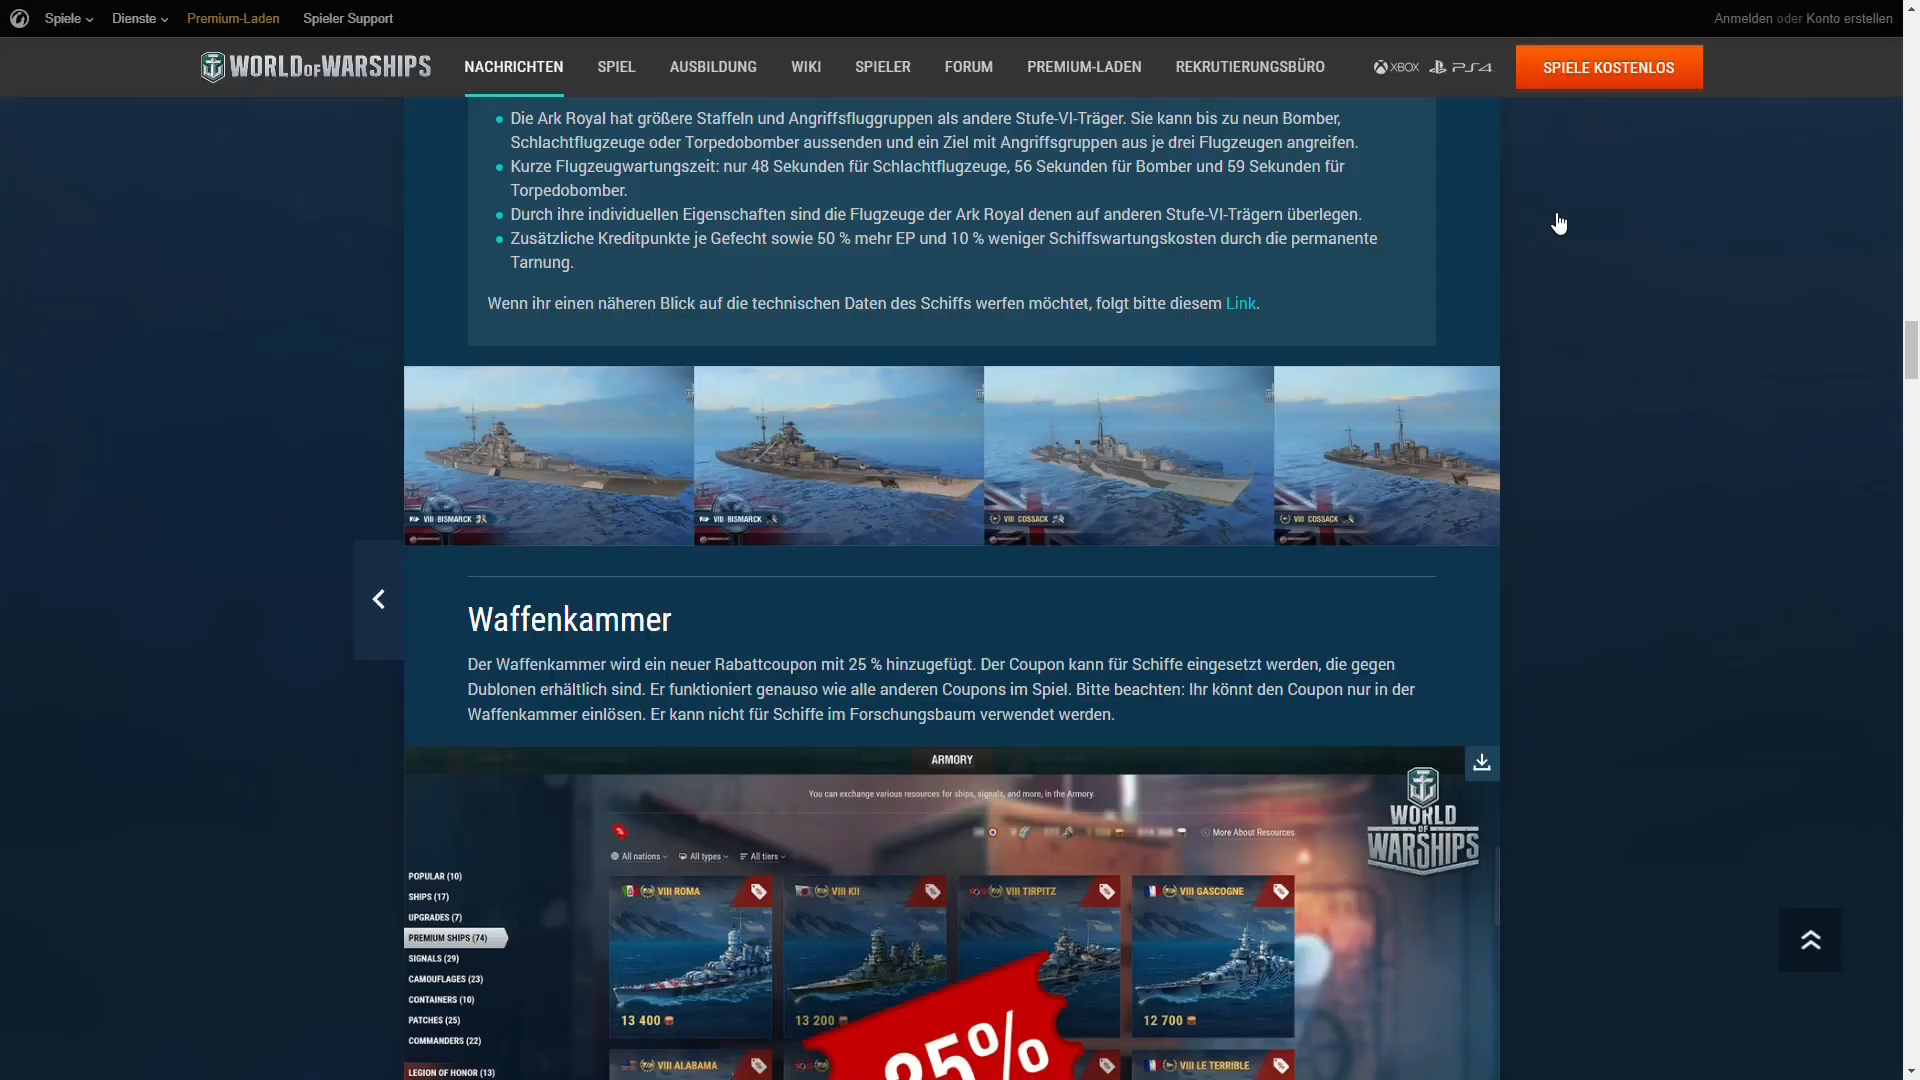 Spiele
Dienste
Premium-Laden
Spieler Support
Anmelden oder Konto erstellen
WORLD OF WARSHIPS
NACHRICHTEN
SPIEL
AUSBILDUNG
WIKI
SPIELER
FORUM
PREMIUM-LADEN
REKRUTIERUNGSBÜRO
XBOX
PS4
SPIELE KOSTENLOS
Die Ark Royal hat größere Staffeln und Angriffsfluggruppen als andere Stufe-VI-Träger. Sie kann bis zu neun Bomber,
Schlachtflugzeuge oder Torpedobomber aussenden und ein Ziel mit Angriffsgruppen aus je drei Flugzeugen angreifen.
Kurze Flugzeugwartungszeit: nur 48 Sekunden für Schlachtflugzeuge, 56 Sekunden für Bomber und 59 Sekunden für
Torpedobomber.
Durch ihre individuellen Eigenschaften sind die Flugzeuge der Ark Royal denen auf anderen Stufe-VI-Trägern überlegen.
Zusätzliche Kreditpunkte je Gefecht sowie 50 % mehr EP und 10 % weniger Schiffswartungskosten durch die permanente
Tarnung.
Wenn ihr einen näheren Blick auf die technischen Daten des Schiffs werfen möchtet, folgt bitte diesem Link.
VIII BISMARCK
VIII BISMARCK
VIII COSSACK
VIII COSSACK
Waffenkammer
Der Waffenkammer wird ein neuer Rabattcoupon mit 25 % hinzugefügt. Der Coupon kann für Schiffe eingesetzt werden, die gegen
Dublonen erhältlich sind. Er funktioniert genauso wie alle anderen Coupons im Spiel. Bitte beachten: Ihr könnt den Coupon nur in der
Waffenkammer einlösen. Er kann nicht für Schiffe im Forschungsbaum verwendet werden.
ARMORY
You can exchange various resources for ships, signals, and more, in the Armory.
More About Resources
WORLD OF WARSHIPS
All nations
All types
All tiers
POPULAR (10)
SHIPS (17)
UPGRADES (7)
PREMIUM SHIPS (74)
SIGNALS (29)
CAMOUFLAGES (23)
CONTAINERS (10)
PATCHES (25)
COMMANDERS (22)
LEGION OF HONOR (13)
VIII ROMA
VIII KII
VIII TIRPITZ
VIII GASCOGNE
13 400
13 200
12 700
VIII ALABAMA
VIII LE TERRIBLE
25%